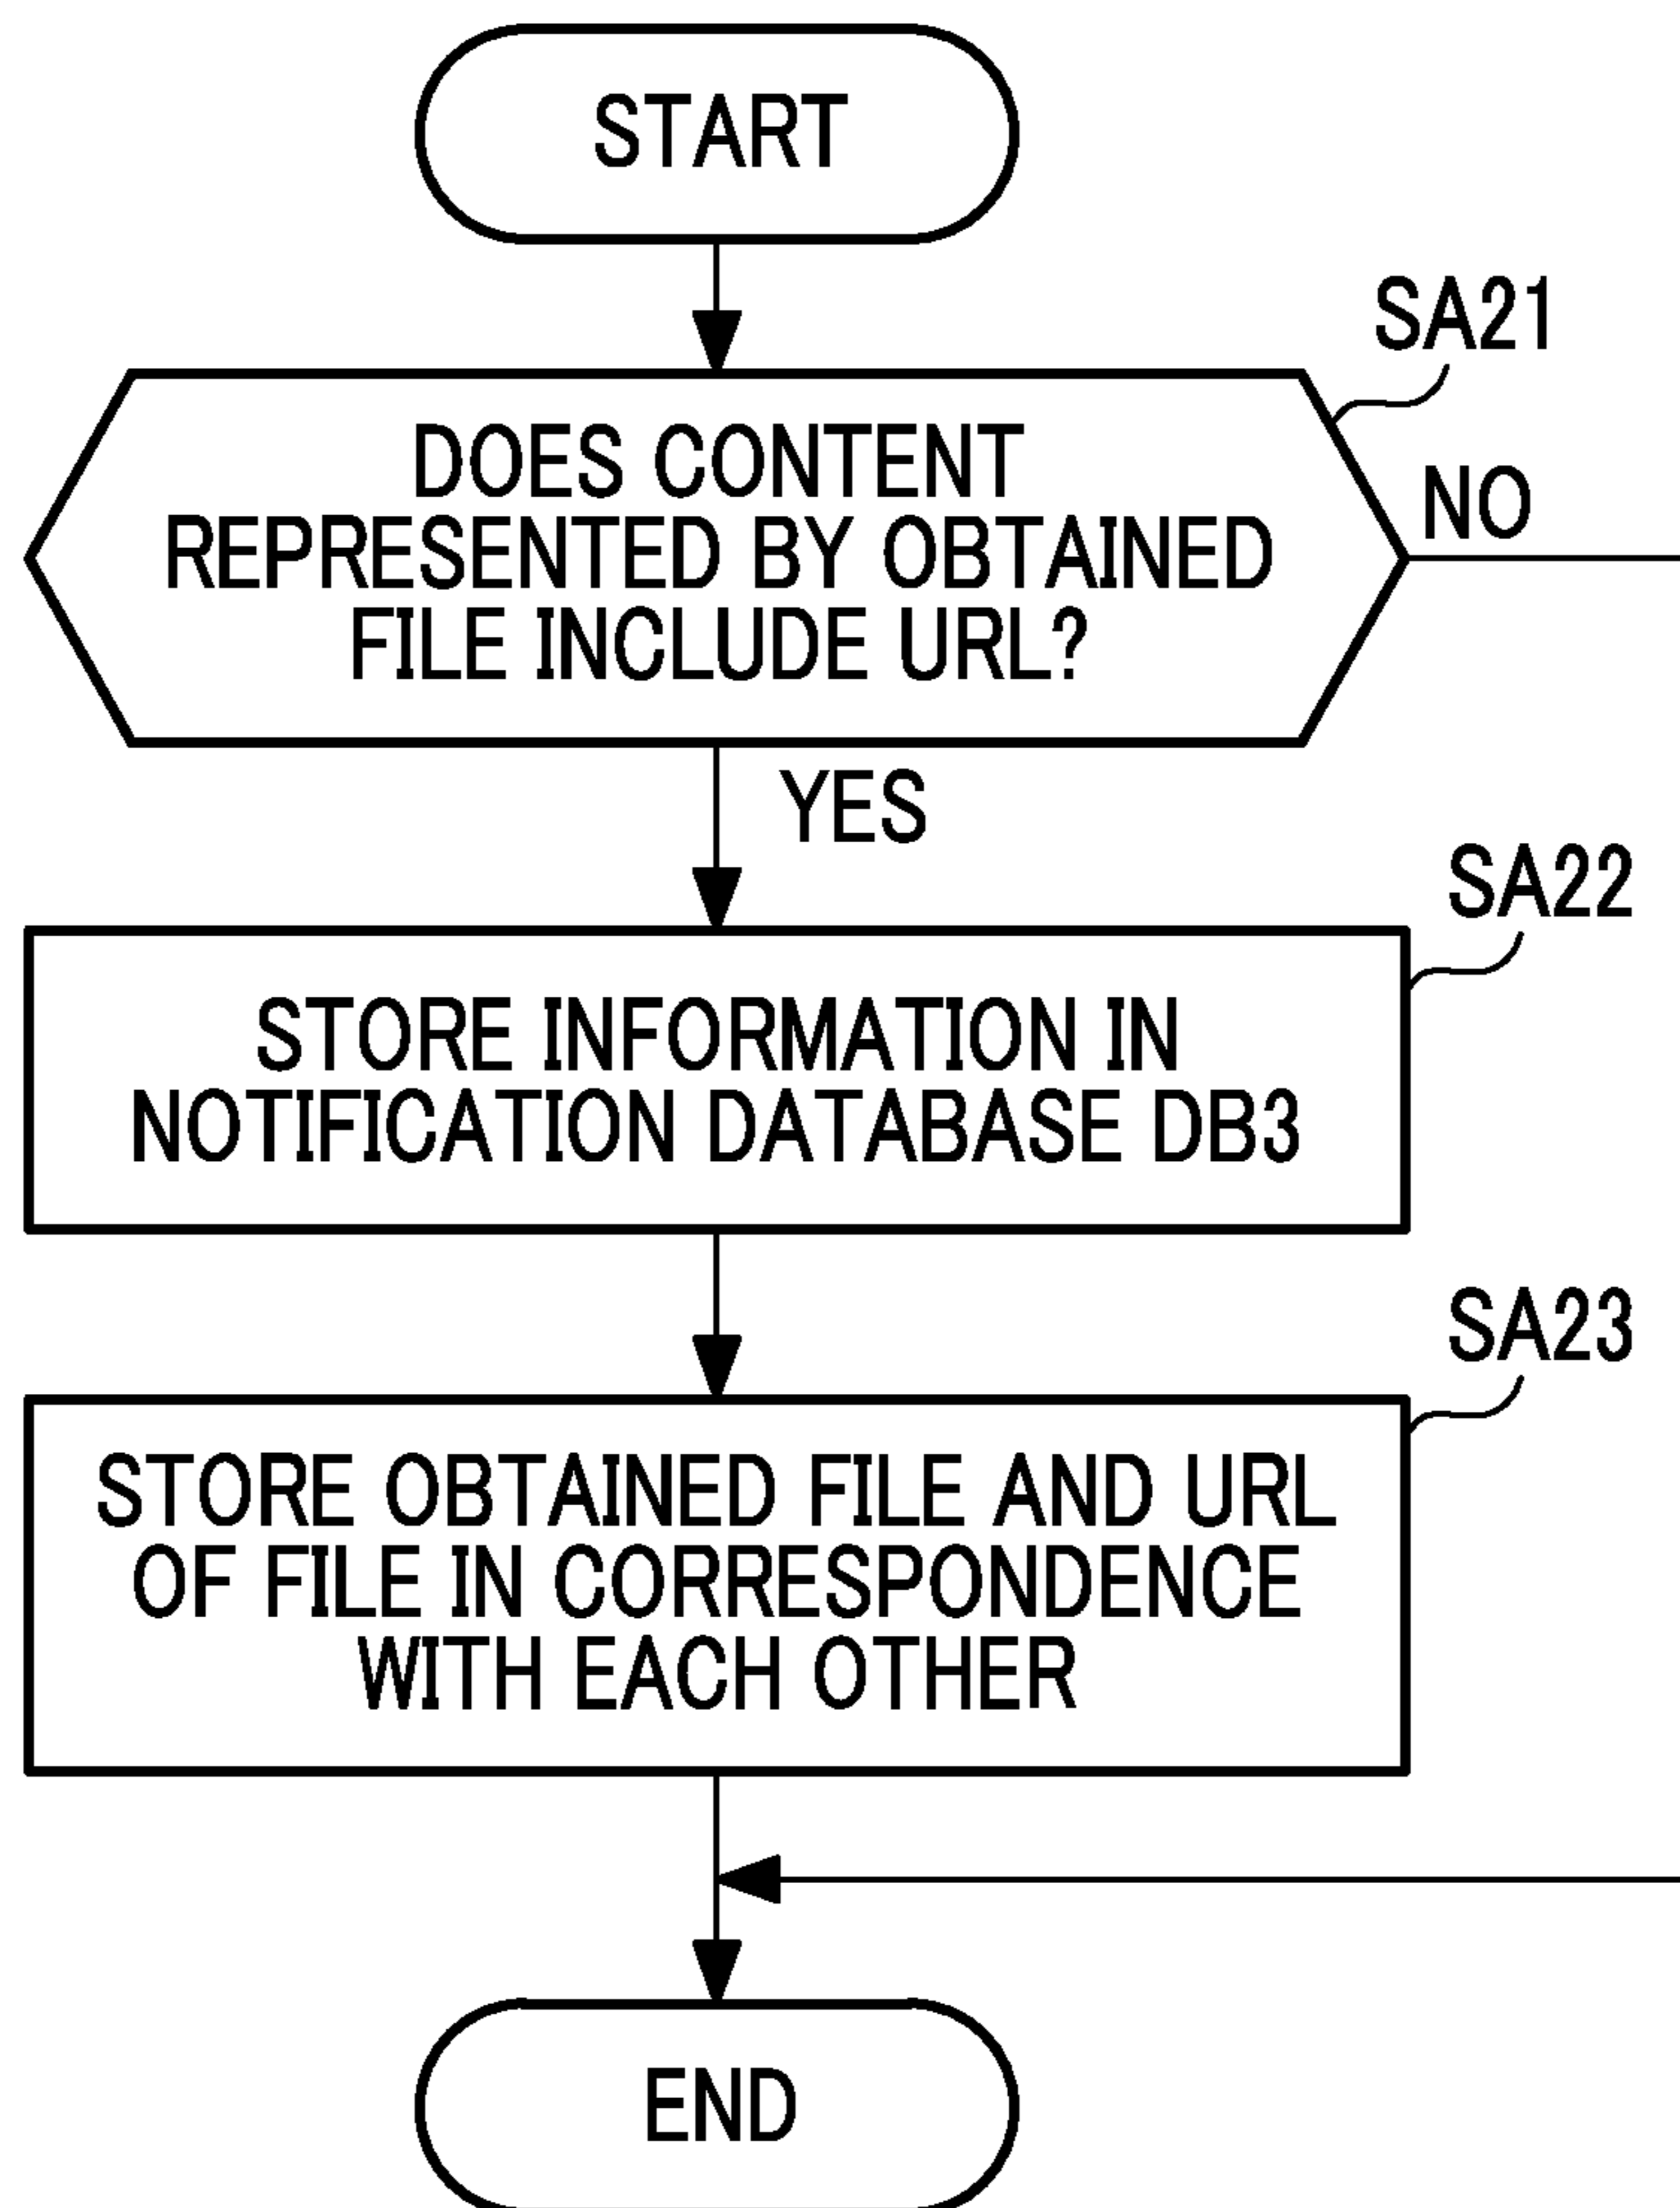 START
SA21
DOES CONTENT
REPRESENTED BY OBTAINED
FILE INCLUDE URL?
NO
YES
SA22
STORE INFORMATION IN
NOTIFICATION DATABASE DB3
SA23
STORE OBTAINED FILE AND URL
OF FILE IN CORRESPONDENCE
WITH EACH OTHER
END